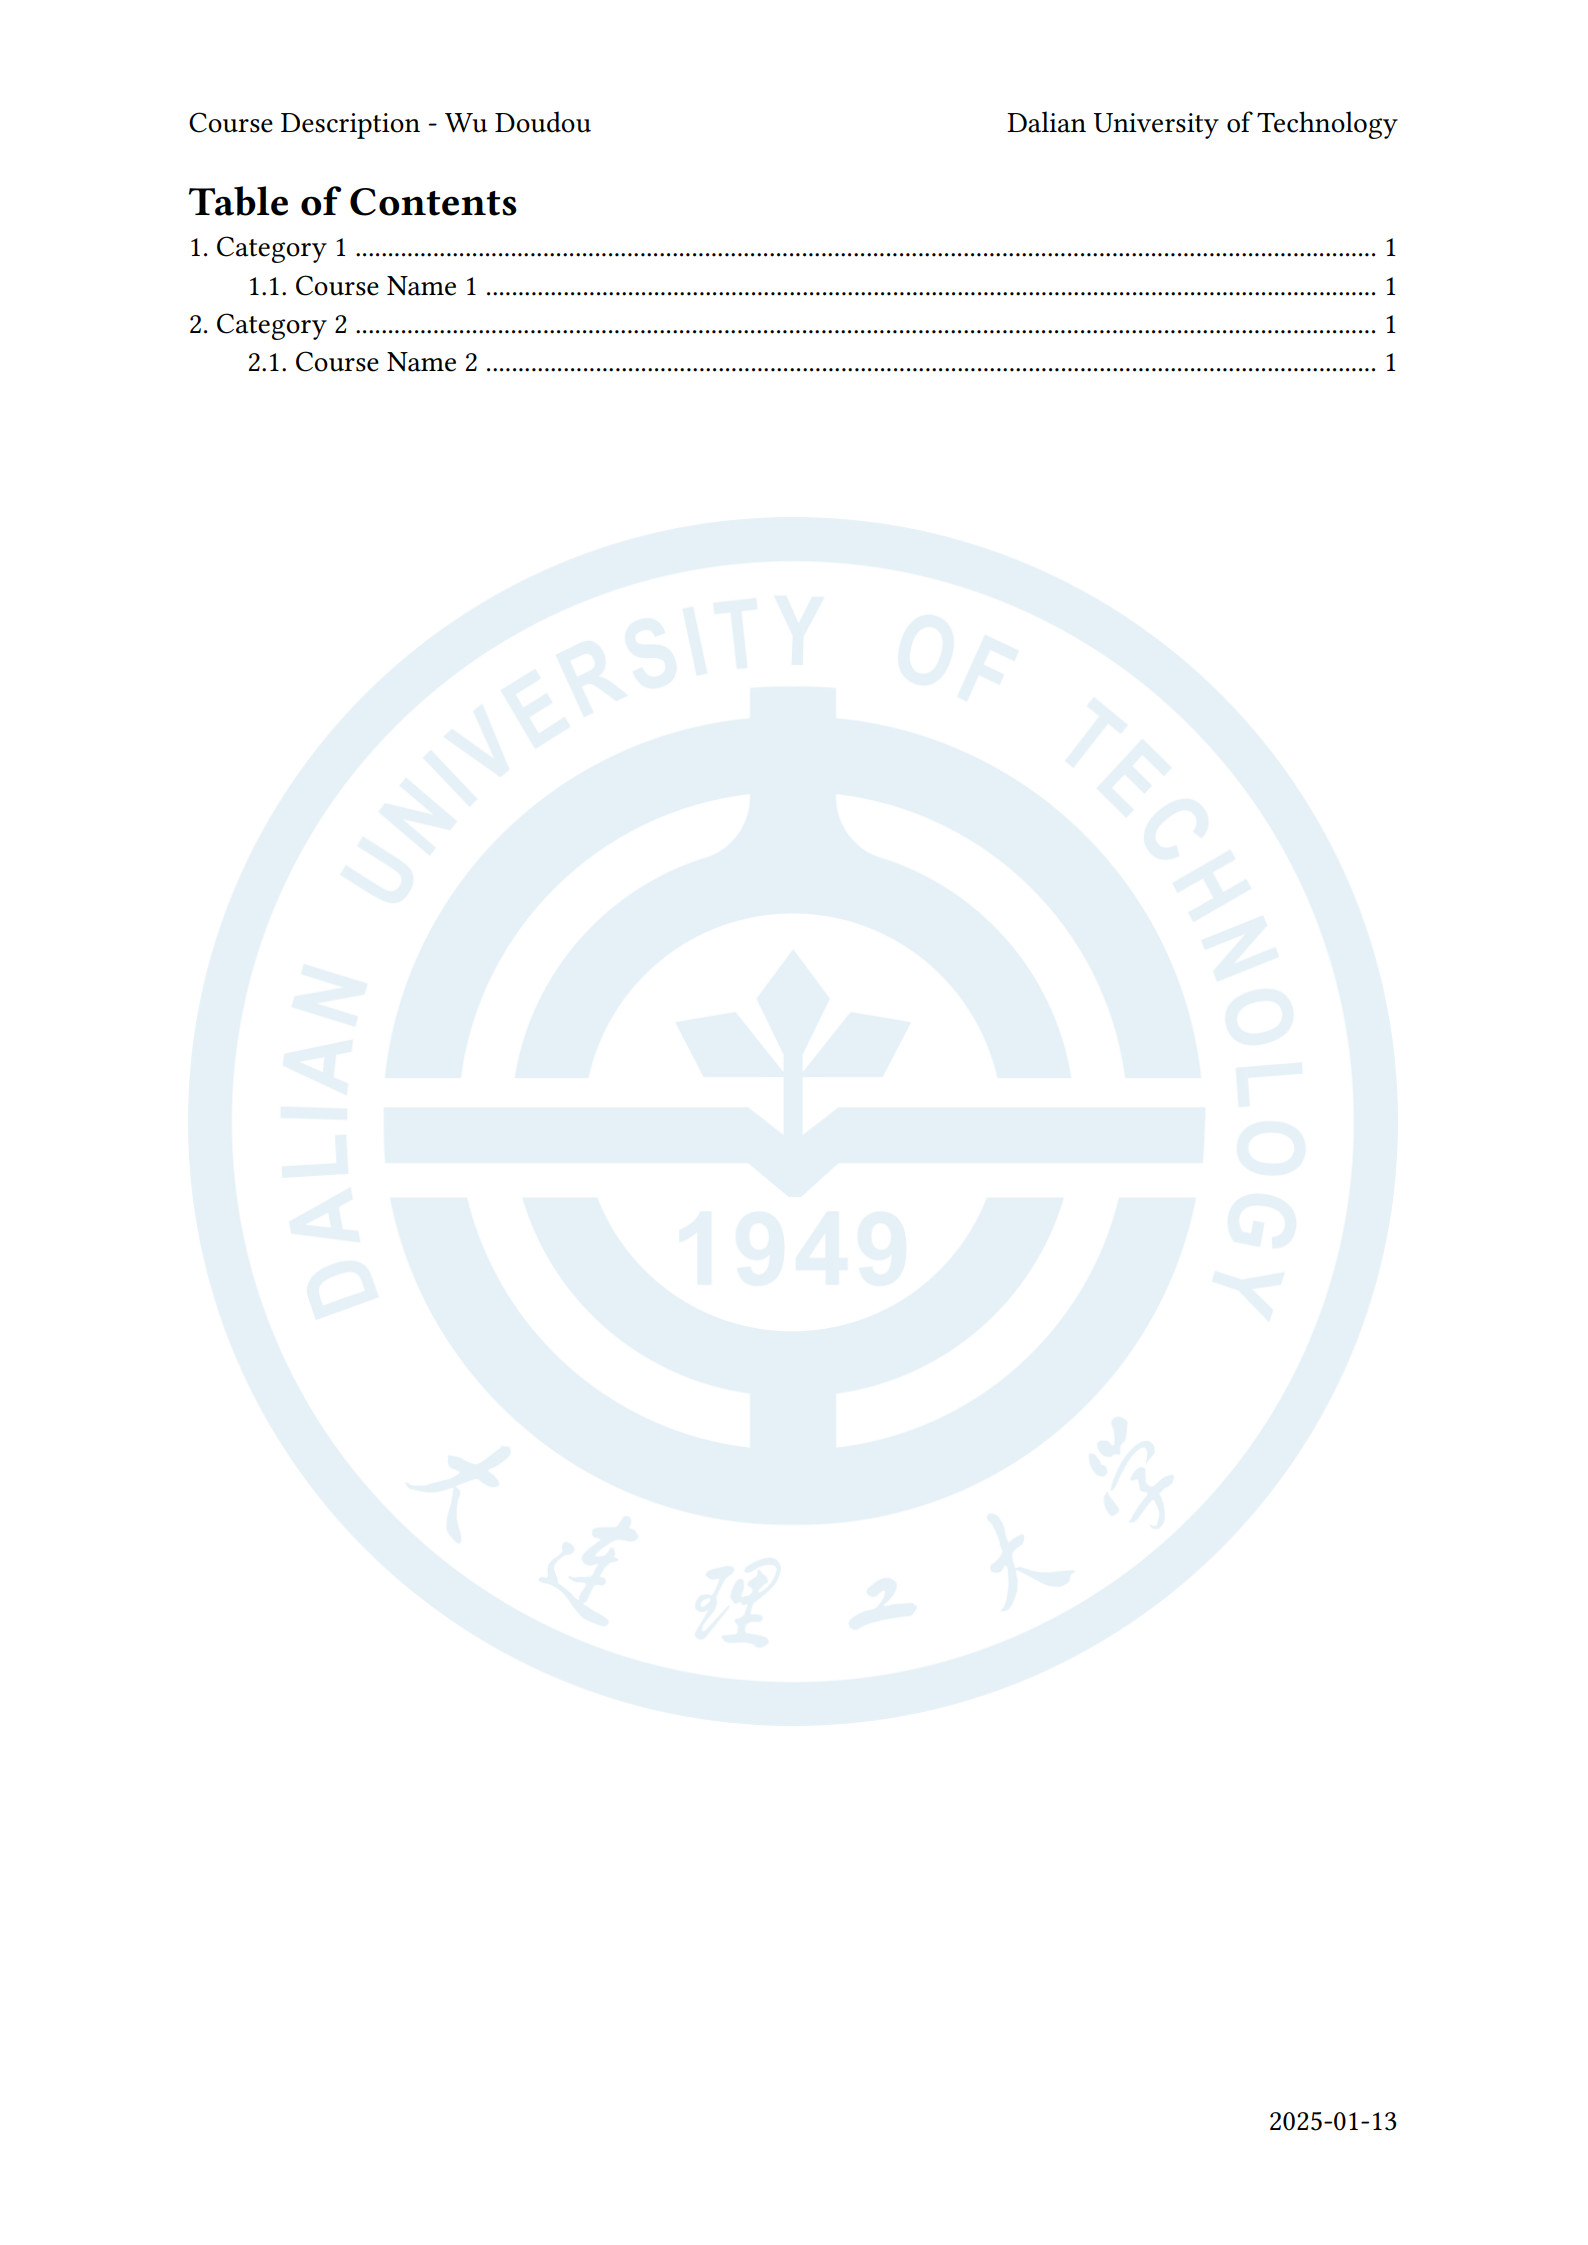 Course Description - Wu Doudou
Dalian University of Technology
Table of Contents
1. Category 1 ........................................................ 1
1.1. Course Name 1 ........................................................ 1
2. Category 2 ........................................................ 1
2.1. Course Name 2 ........................................................ 1
DALIAN UNIVERSITY OF TECHNOLOGY
1949
大连理工大学
2025-01-13